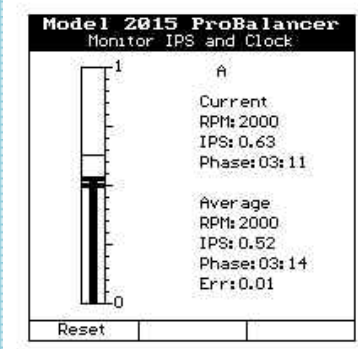 Model 2015 ProBalancer
Monitor IPS and Clock
1
A
Current
RPM:2000
IPS:0.63
Phase:03:11
Average
RPM:2000
IPS:0.52
Phase:03:14
Err:0.01
0
Reset